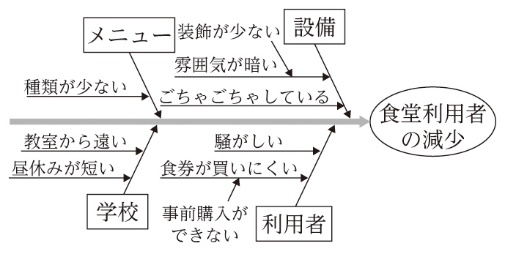 メニュー
装飾が少ない
設備
雰囲気が暗い
種類が少ない
ごちゃごちゃしている
食堂利用者
の減少
教室から遠い
騒がしい
昼休みが短い
食券が買いにくい
学校
事前購入が
できない
利用者